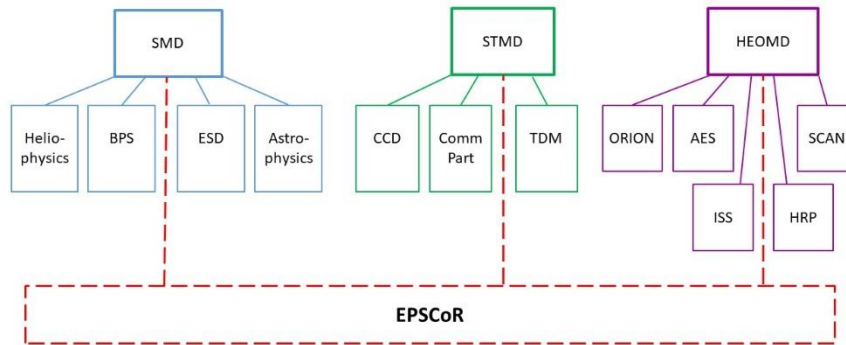 SMD
STMD
HEOMD
Helio-
physics
BPS
ESD
Astro-
physics
CCD
Comm
Part
TDM
ORION
AES
SCAN
ISS
HRP
EPSCoR